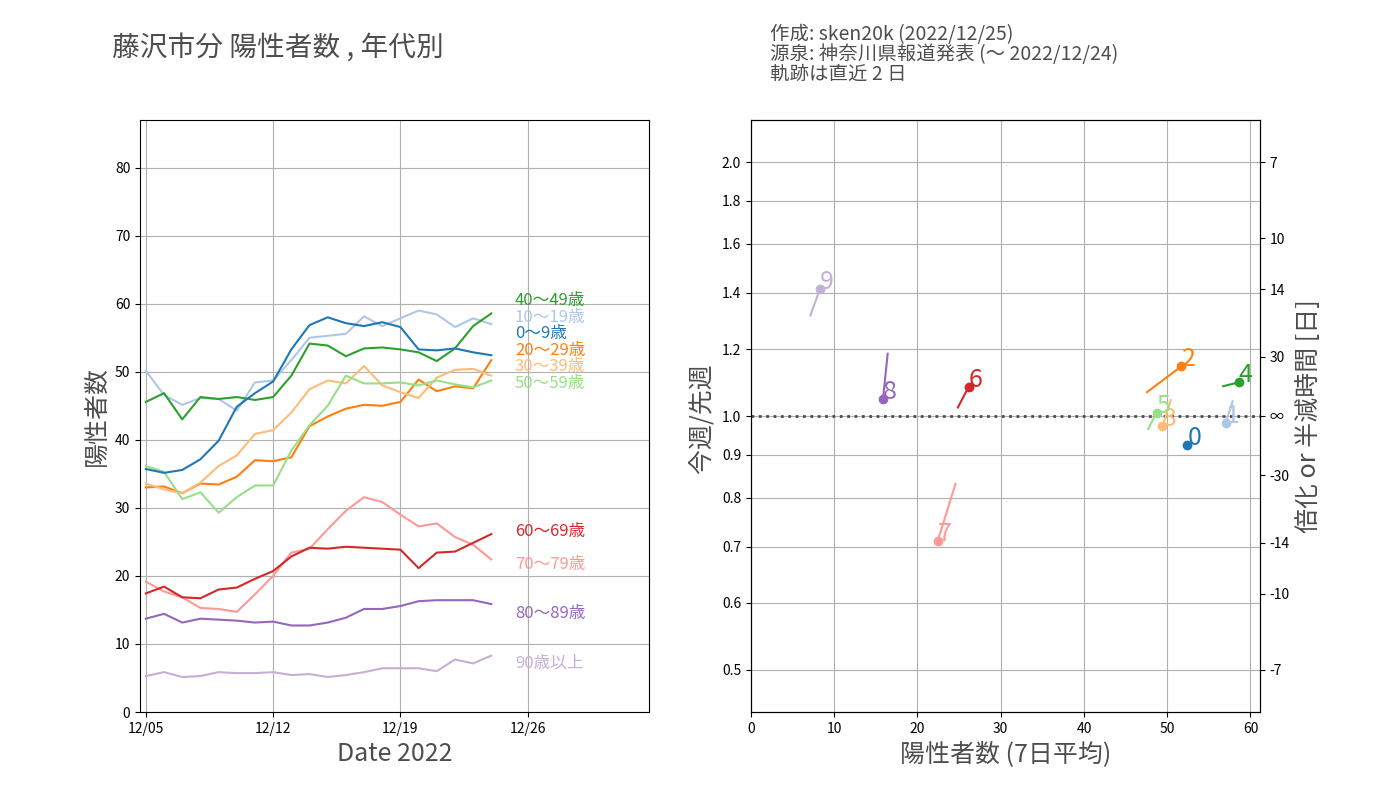 藤沢市分 陽性者数 , 年代別
作成: sken20k (2022/12/25)
源泉: 神奈川県報道発表 (～ 2022/12/24)
軌跡は直近 2 日
陽性者数
80
70
60
50
40
30
20
10
0
12/05
12/12
12/19
12/26
Date 2022
40～49歳
10～19歳
0～9歳
20～29歳
30～39歳
50～59歳
60～69歳
70～79歳
80～89歳
90歳以上
今週/先週
2.0
1.8
1.6
1.4
1.2
1.0
0.9
0.8
0.7
0.6
0.5
0
10
20
30
40
50
60
陽性者数 (7日平均)
9
8
6
2
4
5
3
1
0
7
7
10
14
30
∞
-30
-14
-10
-7
倍化 or 半減時間 [日]